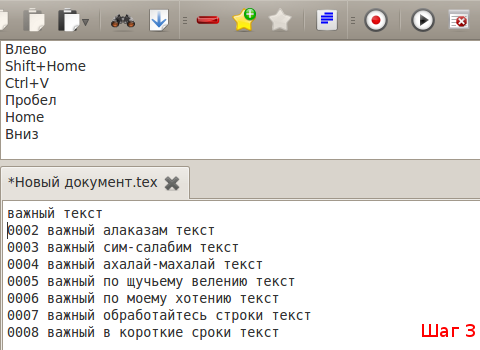 Влево
Shift+Home
Ctrl+V
Пробел
Home
Вниз
*Новый документ.tex
важный текст
0002 важный алаказам текст
0003 важный сим-салабим текст
0004 важный ахалай-махалай текст
0005 важный по щучьему велению текст
0006 важный по моему хотению текст
0007 важный обработайтесь строки текст
0008 важный в короткие сроки текст
Шаг 3